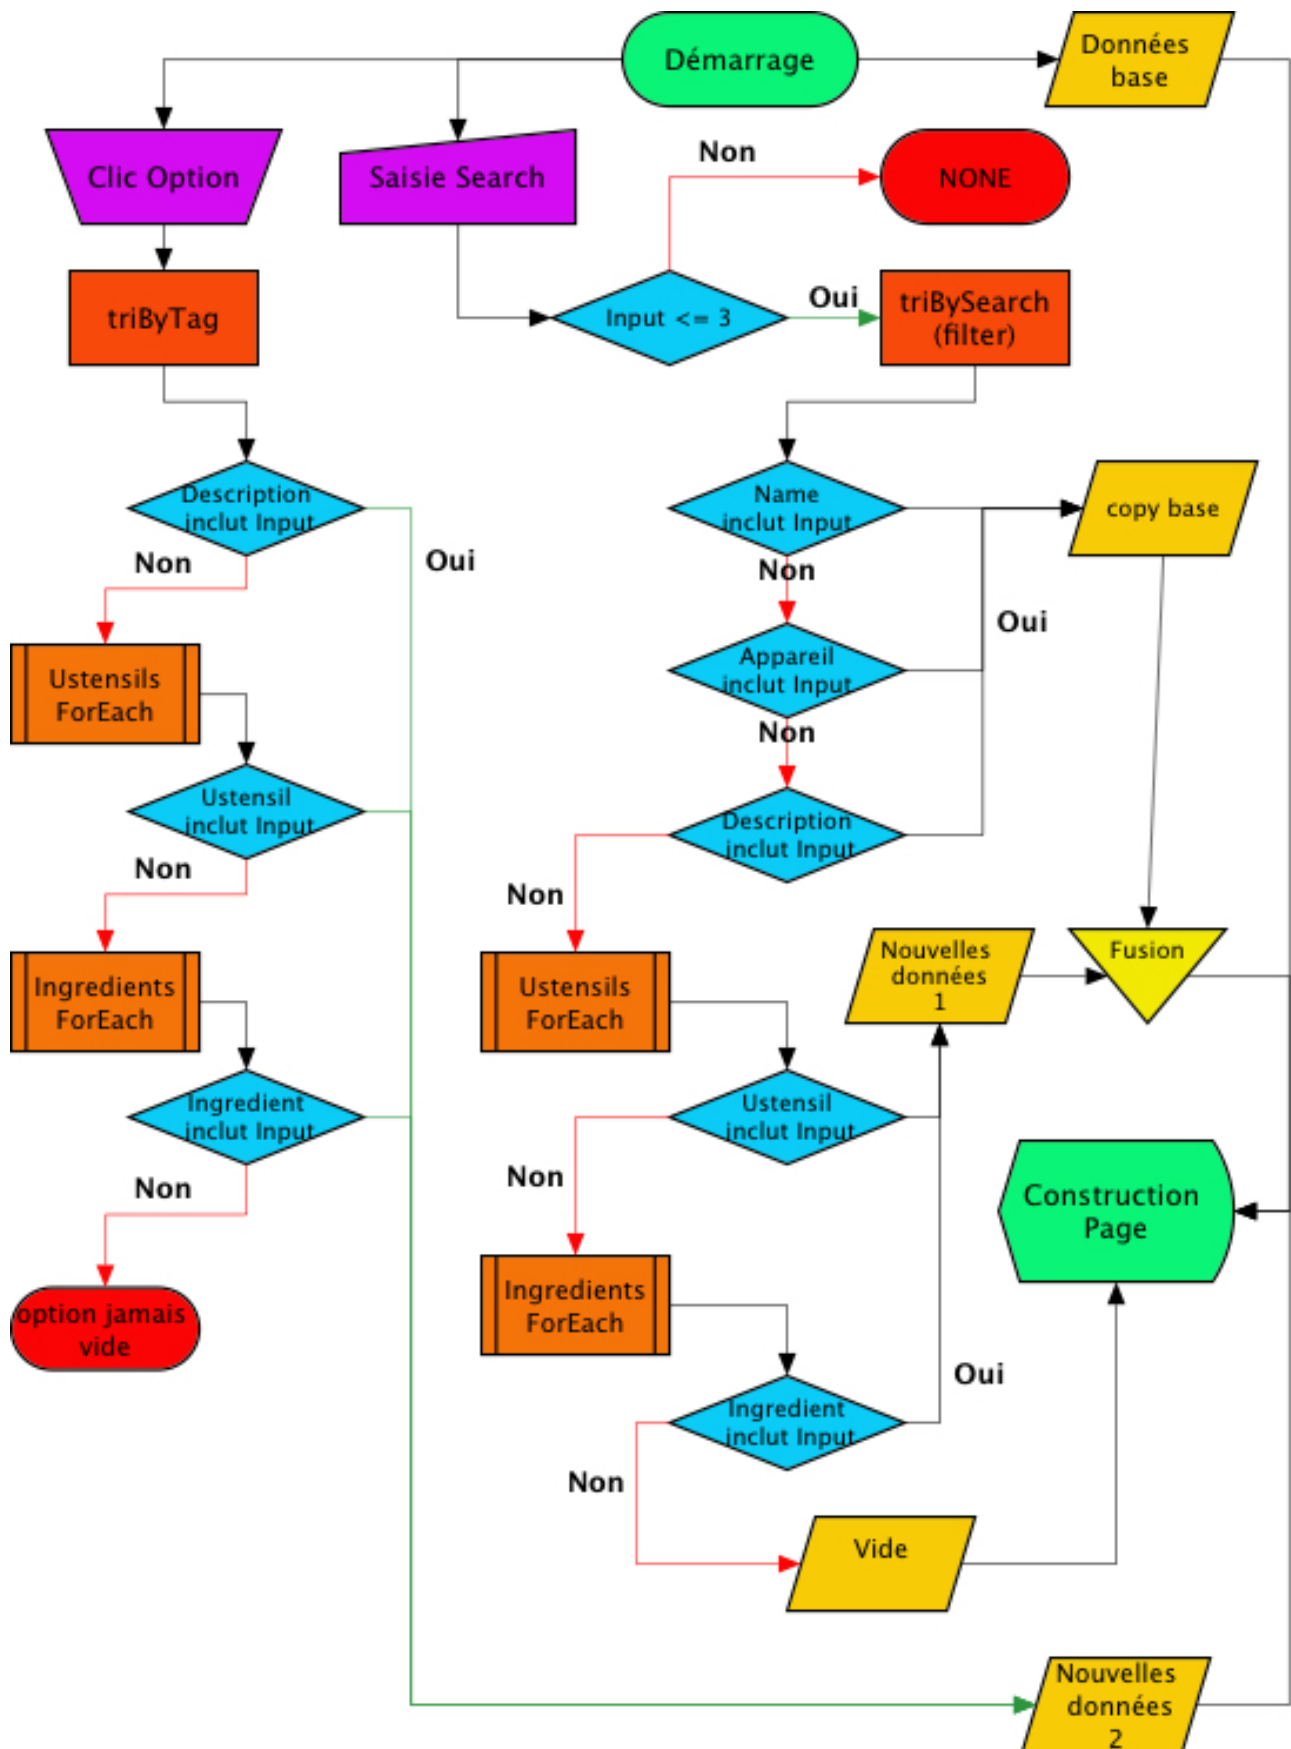 Démarrage
Données
base
Clic Option
Saisie Search
Non
NONE
triByTag
Input <= 3
Oui
triBySearch
(filter)
Description
inclut Input
Non
Oui
Name
inclut Input
Non
copy base
Oui
Ustensils
ForEach
Appareil
inclut Input
Non
Ustensil
inclut Input
Non
Description
inclut Input
Non
Ingredients
ForEach
Ustensils
ForEach
Nouvelles
données
1
Fusion
Ingredient
inclut Input
Non
Ustensil
inclut Input
Non
Construction
Page
option jamais
vide
Ingredients
ForEach
Oui
Ingredient
inclut Input
Non
Vide
Nouvelles
données
2